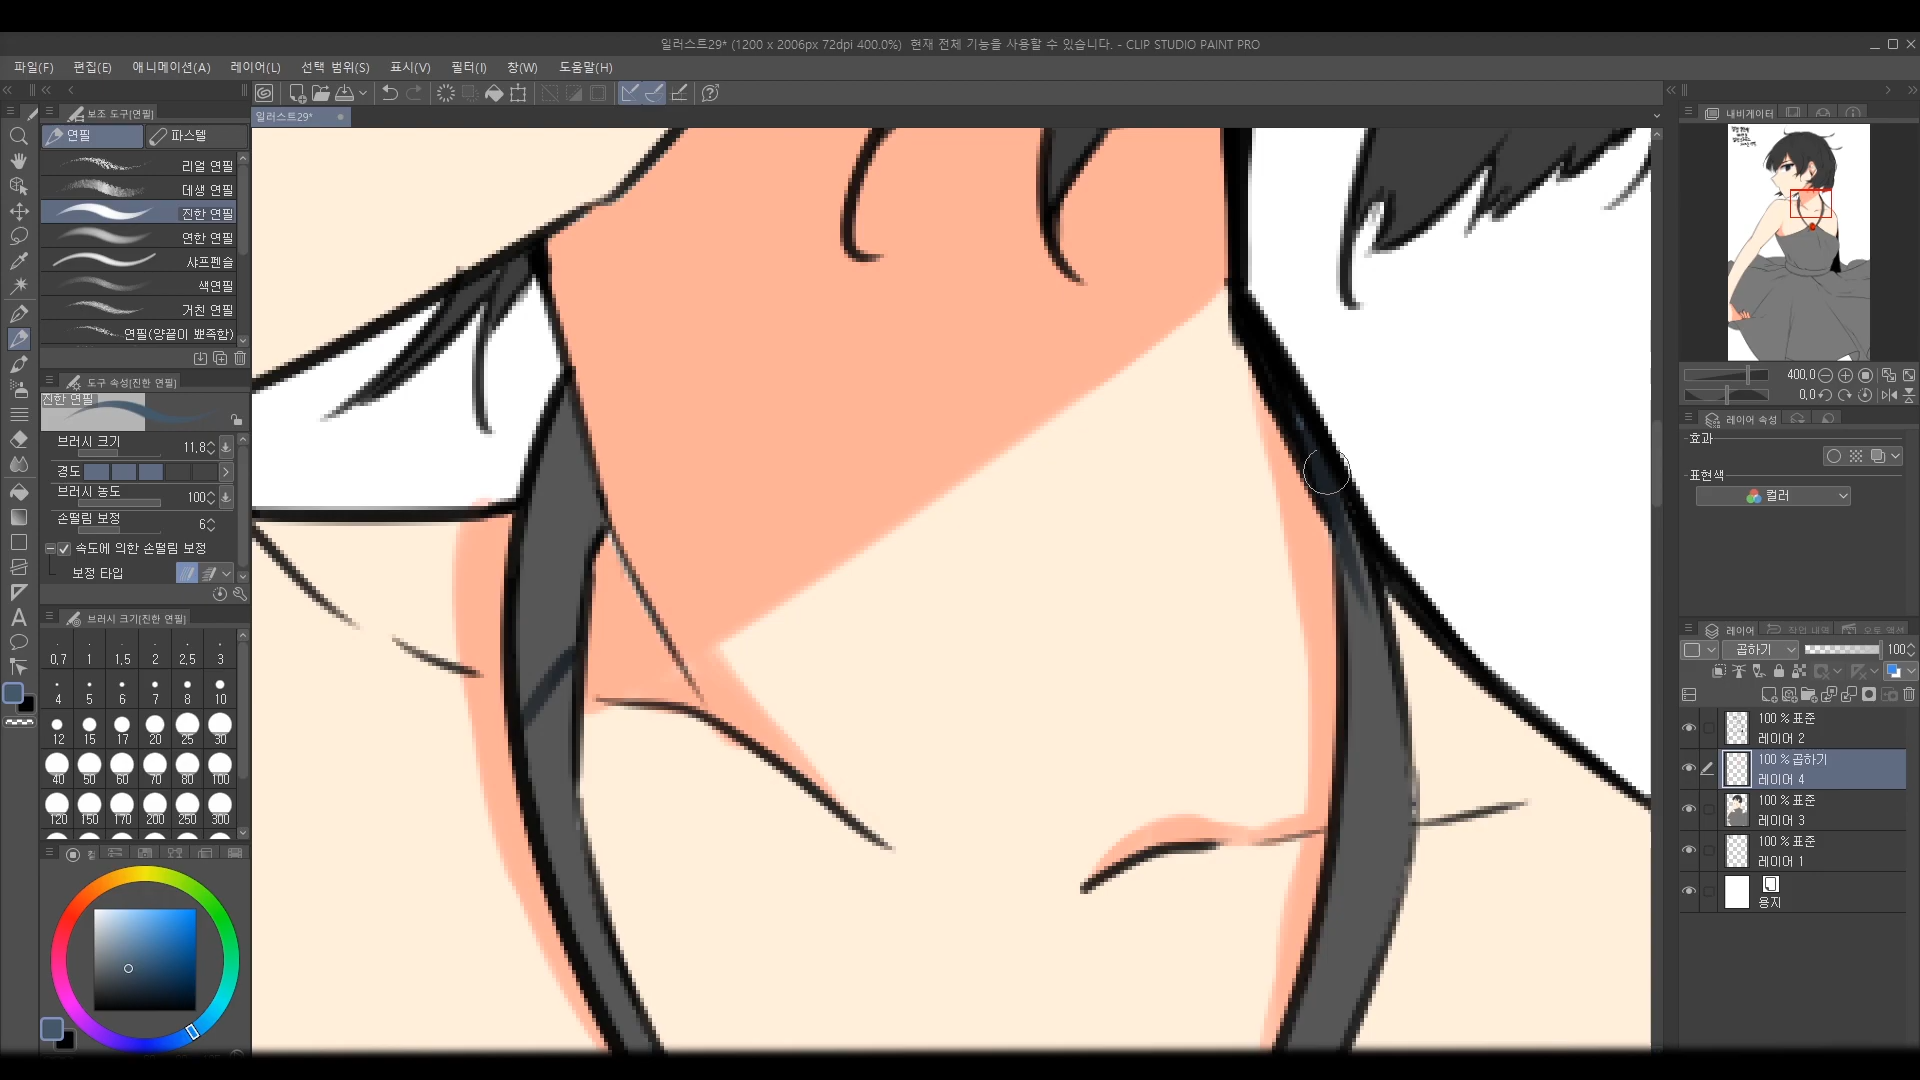 일러스트29* (1200 x 2006px 72dpi 400.0%)  현재 전체 기능을 사용할 수 있습니다. - CLIP STUDIO PAINT PRO
파일(F) 편집(E) 애니메이션(A) 레이어(L) 선택 범위(S) 표시(V) 필터(I) 창(W) 도움말(H)
일러스트29*
보조 도구[연필]
연필 파스텔
리얼 연필
데생 연필
진한 연필
연한 연필
샤프펜슬
색연필
거친 연필
연필(양끝이 뾰족함)
도구 속성[진한 연필]
진한 연필
브러시 크기 11.8
경도
브러시 농도 100
손떨림 보정 6
속도에 의한 손떨림 보정
보정 타입
브러시 크기[진한 연필]
0.7 1 1.5 2 2.5 3
4 5 6 7 8 10
12 15 17 20 25 30
40 50 60 70 80 100
120 150 170 200 250 300
내비게이터
400.0
0.0
레이어 속성
효과
표현색
컬러
레이어 작업 내역 오토 액션
곱하기 100
100 % 표준
레이어 2
100 % 곱하기
레이어 4
100 % 표준
레이어 3
100 % 표준
레이어 1
용지